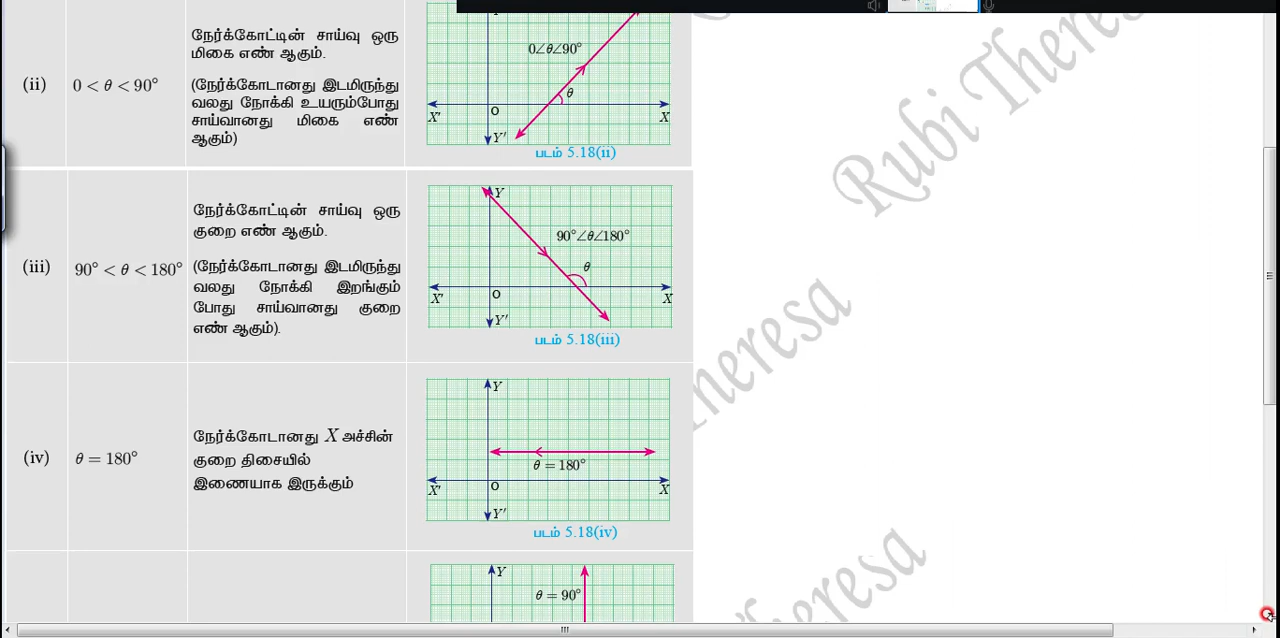 (ii)
0 < θ < 90°
நேர்க்கோட்டின் சாய்வு ஒரு
மிகை எண் ஆகும்.
(நேர்க்கோடானது இடமிருந்து
வலது நோக்கி உயரும்போது
சாய்வானது மிகை எண்
ஆகும்)
0∠θ∠90°
θ
O
X'
X
Y'
படம் 5.18(ii)
(iii)
90° < θ < 180°
நேர்க்கோட்டின் சாய்வு ஒரு
குறை எண் ஆகும்.
(நேர்க்கோடானது இடமிருந்து
வலது நோக்கி இறங்கும்
போது சாய்வானது குறை
எண் ஆகும்).
Y
90°∠θ∠180°
θ
O
X'
X
Y'
படம் 5.18(iii)
(iv)
θ = 180°
நேர்க்கோடானது X அச்சின்
குறை திசையில்
இணையாக இருக்கும்
Y
θ = 180°
O
X'
X
Y'
படம் 5.18(iv)
Y
θ = 90°
Rubi Theresa
Theresa
Theresa